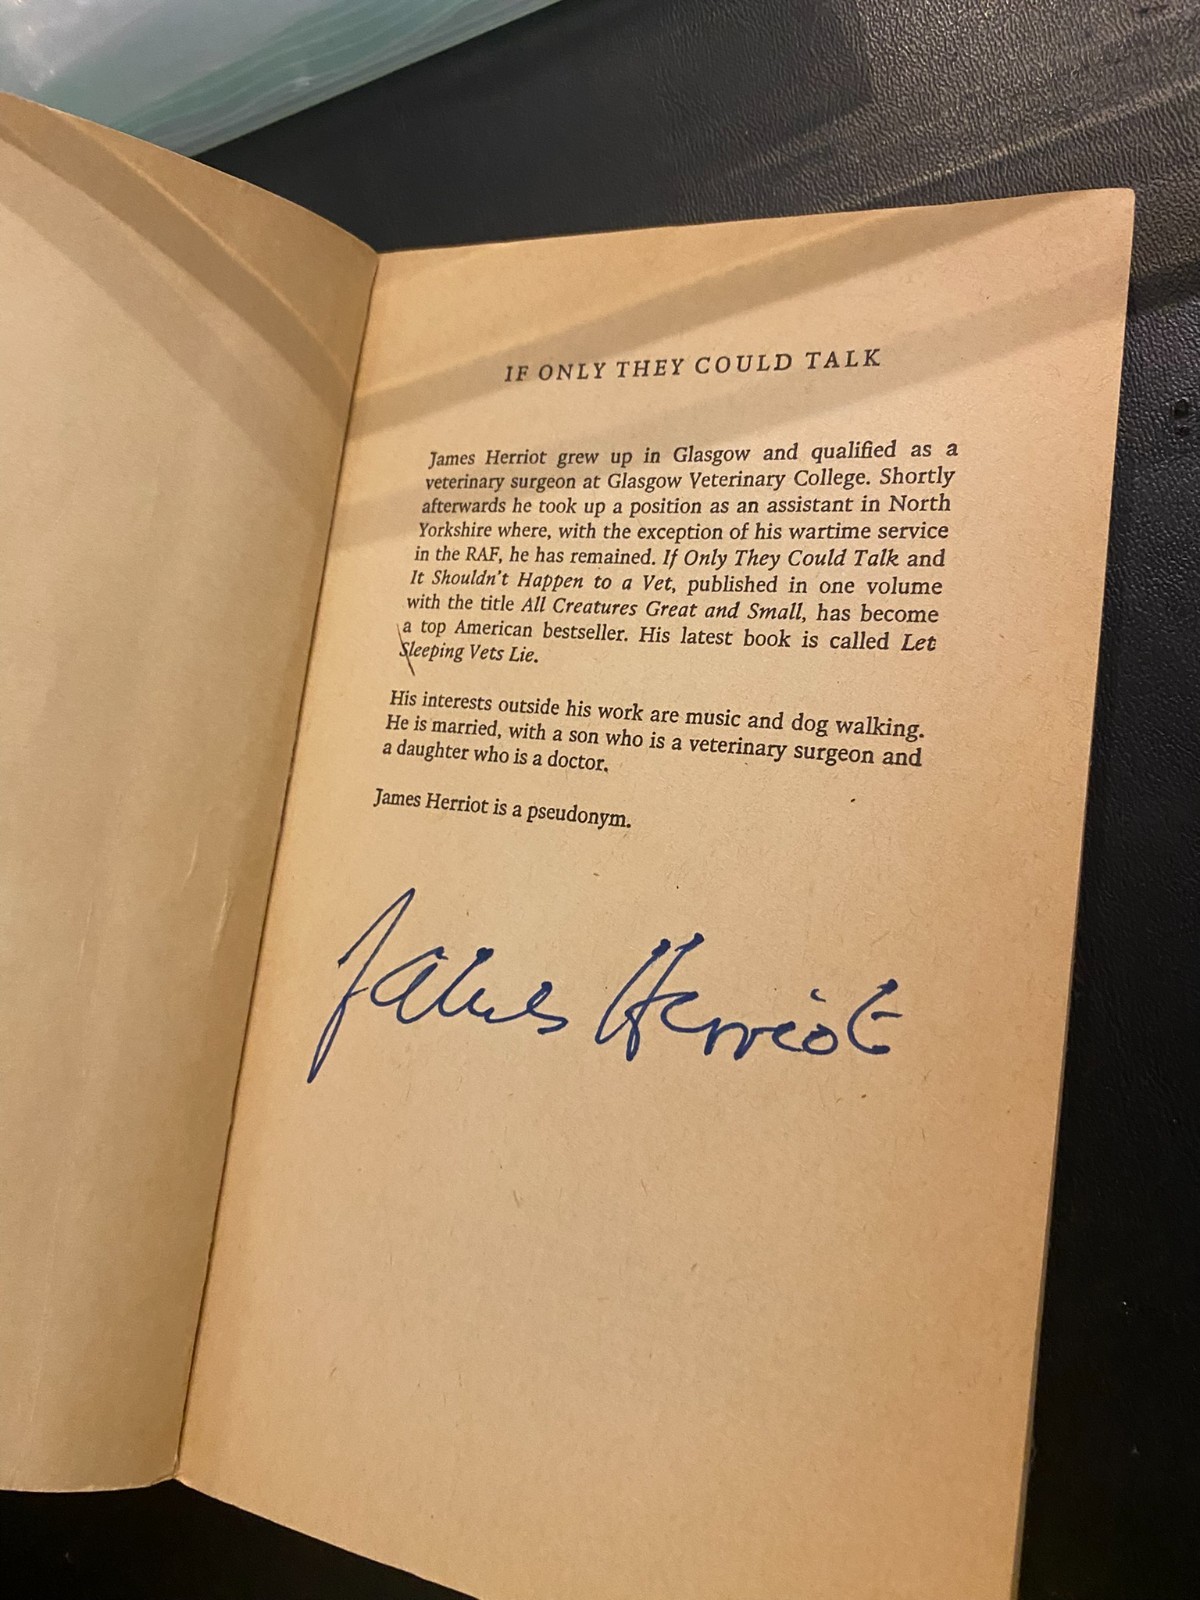 IF ONLY THEY COULD TALK
James Herriot grew up in Glasgow and qualified as a
veterinary surgeon at Glasgow Veterinary College. Shortly
afterwards he took up a position as an assistant in North
Yorkshire where, with the exception of his wartime service
in the RAF, he has remained. If Only They Could Talk and
It Shouldn't Happen to a Vet, published in one volume
with the title All Creatures Great and Small, has become
a top American bestseller. His latest book is called Let
Sleeping Vets Lie.
His interests outside his work are music and dog walking.
He is married, with a son who is a veterinary surgeon and
a daughter who is a doctor.
James Herriot is a pseudonym.
James Herriot